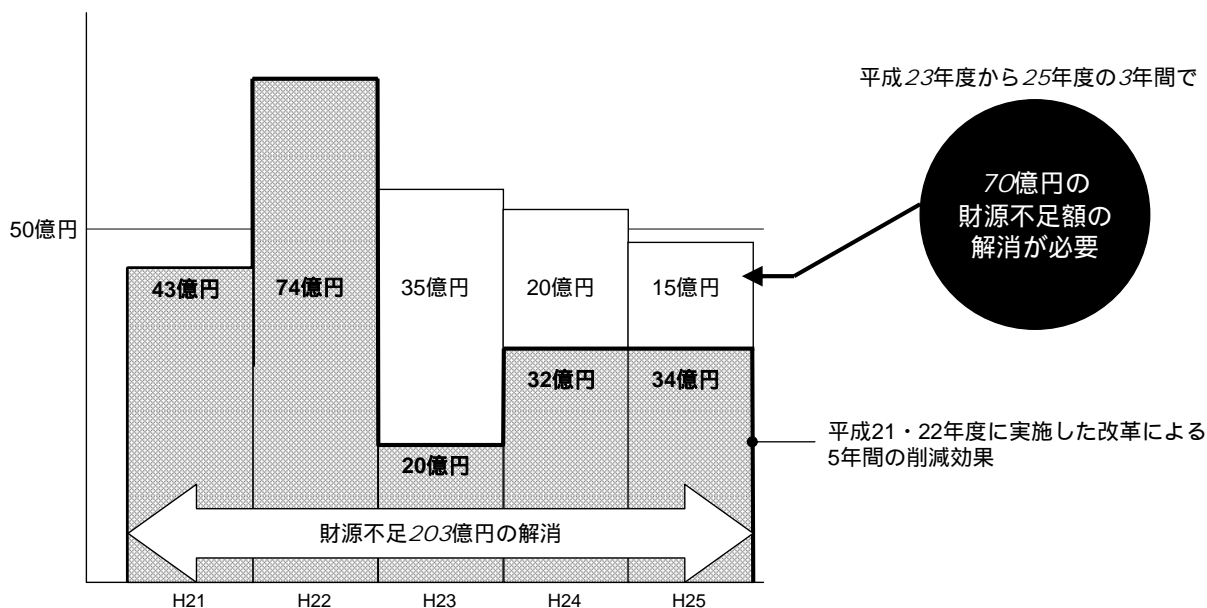 平成23年度から25年度の3年間で
70億円の
財源不足額の
解消が必要
50億円
43億円
74億円
35億円
20億円
15億円
32億円
34億円
20億円
平成21・22年度に実施した改革による
5年間の削減効果
財源不足203億円の解消
H21
H22
H23
H24
H25